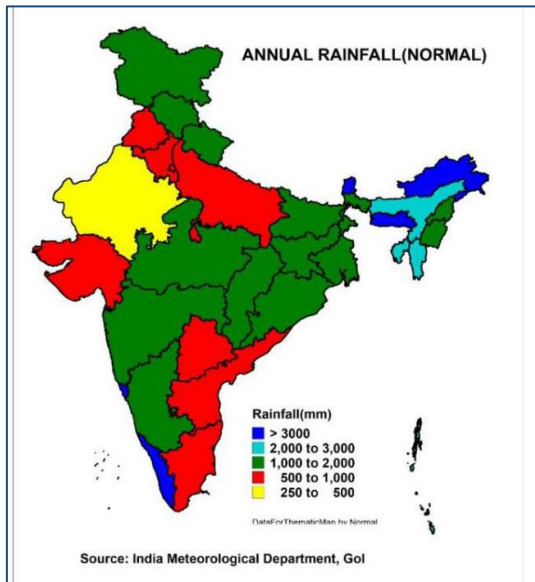 ANNUAL RAINFALL(NORMAL)
Rainfall(mm)
> 3000
2,000 to 3,000
1,000 to 2,000
500 to 1,000
250 to 500
DataForThematicMap by Normal
Source: India Meteorological Department, GoI